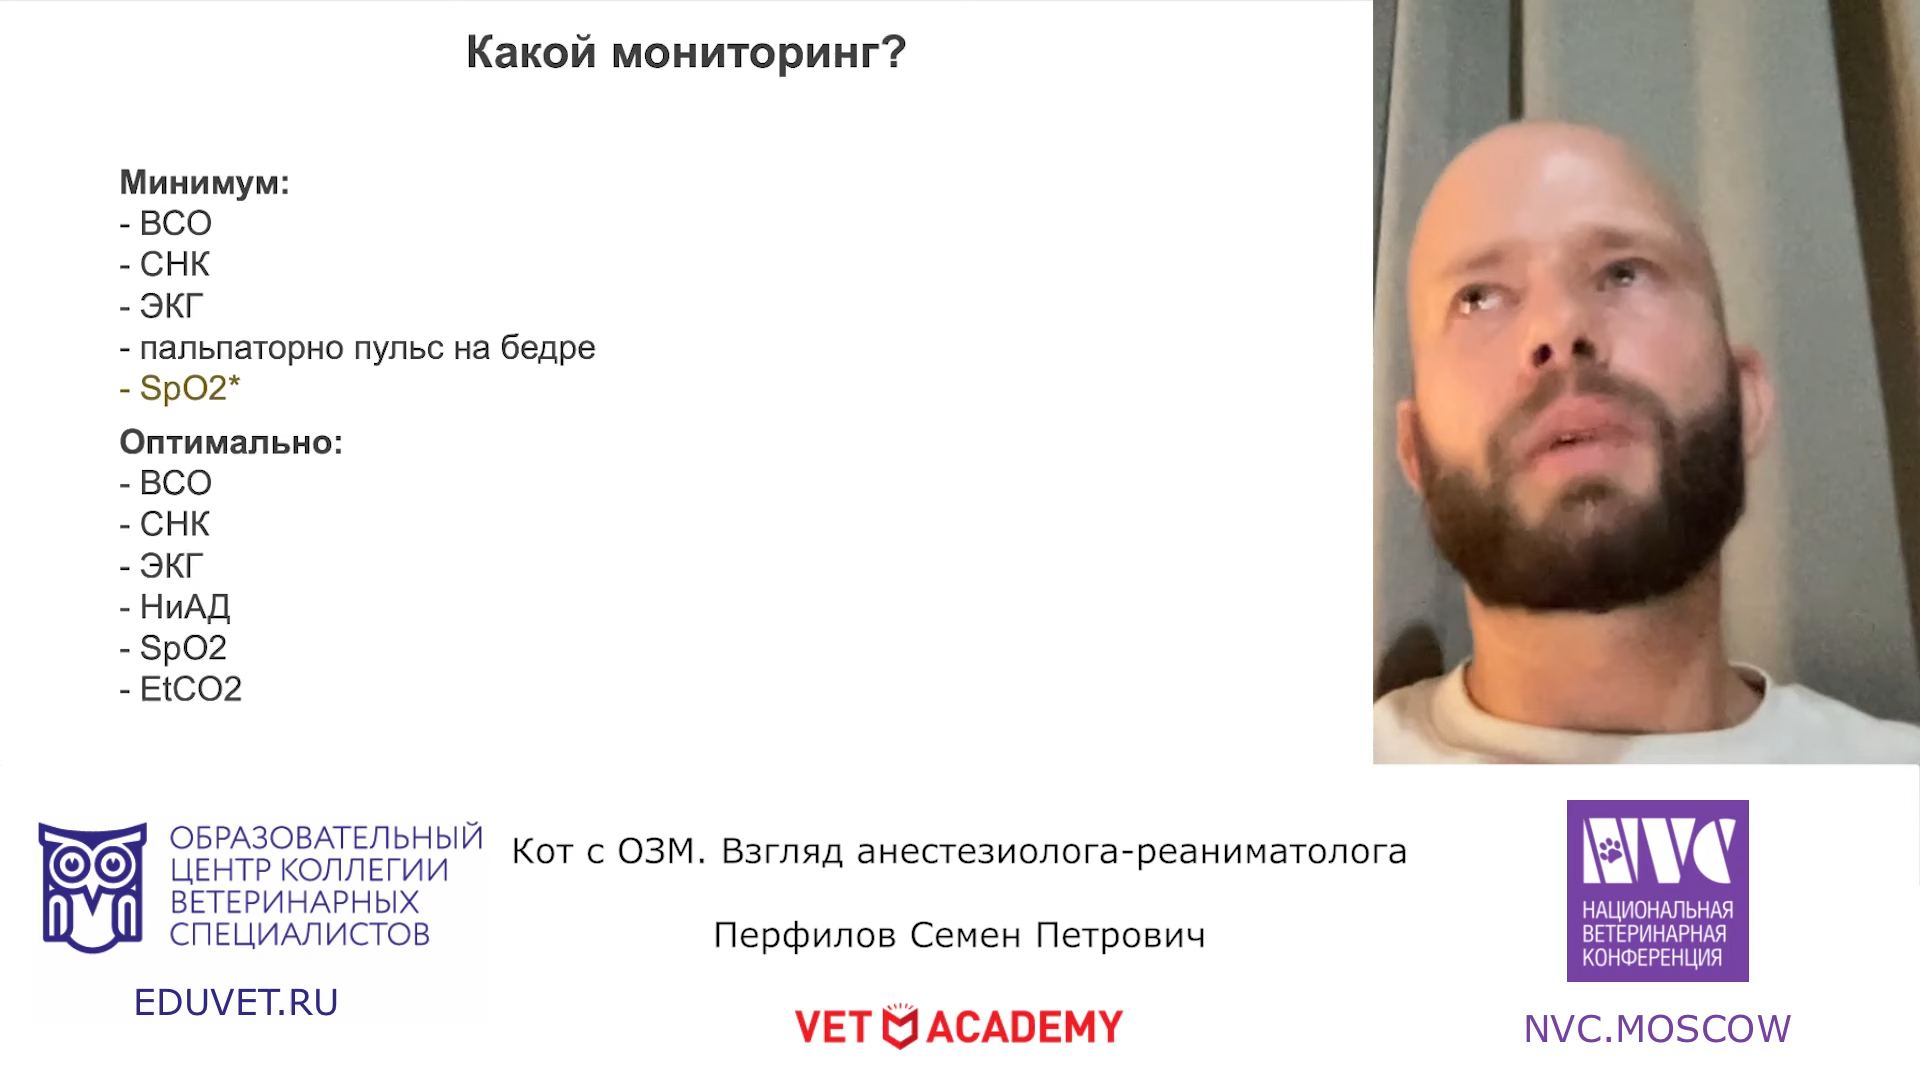 Какой мониторинг?
Минимум:
- ВСО
- СНК
- ЭКГ
- пальпаторно пульс на бедре
- SpO2*
Оптимально:
- ВСО
- СНК
- ЭКГ
- НиАД
- SpO2
- EtCO2
ОБРАЗОВАТЕЛЬНЫЙ
ЦЕНТР КОЛЛЕГИИ
ВЕТЕРИНАРНЫХ
СПЕЦИАЛИСТОВ
EDUVET.RU
Кот с ОЗМ. Взгляд анестезиолога-реаниматолога
Перфилов Семен Петрович
VET ACADEMY
NVC
НАЦИОНАЛЬНАЯ
ВЕТЕРИНАРНАЯ
КОНФЕРЕНЦИЯ
NVC.MOSCOW